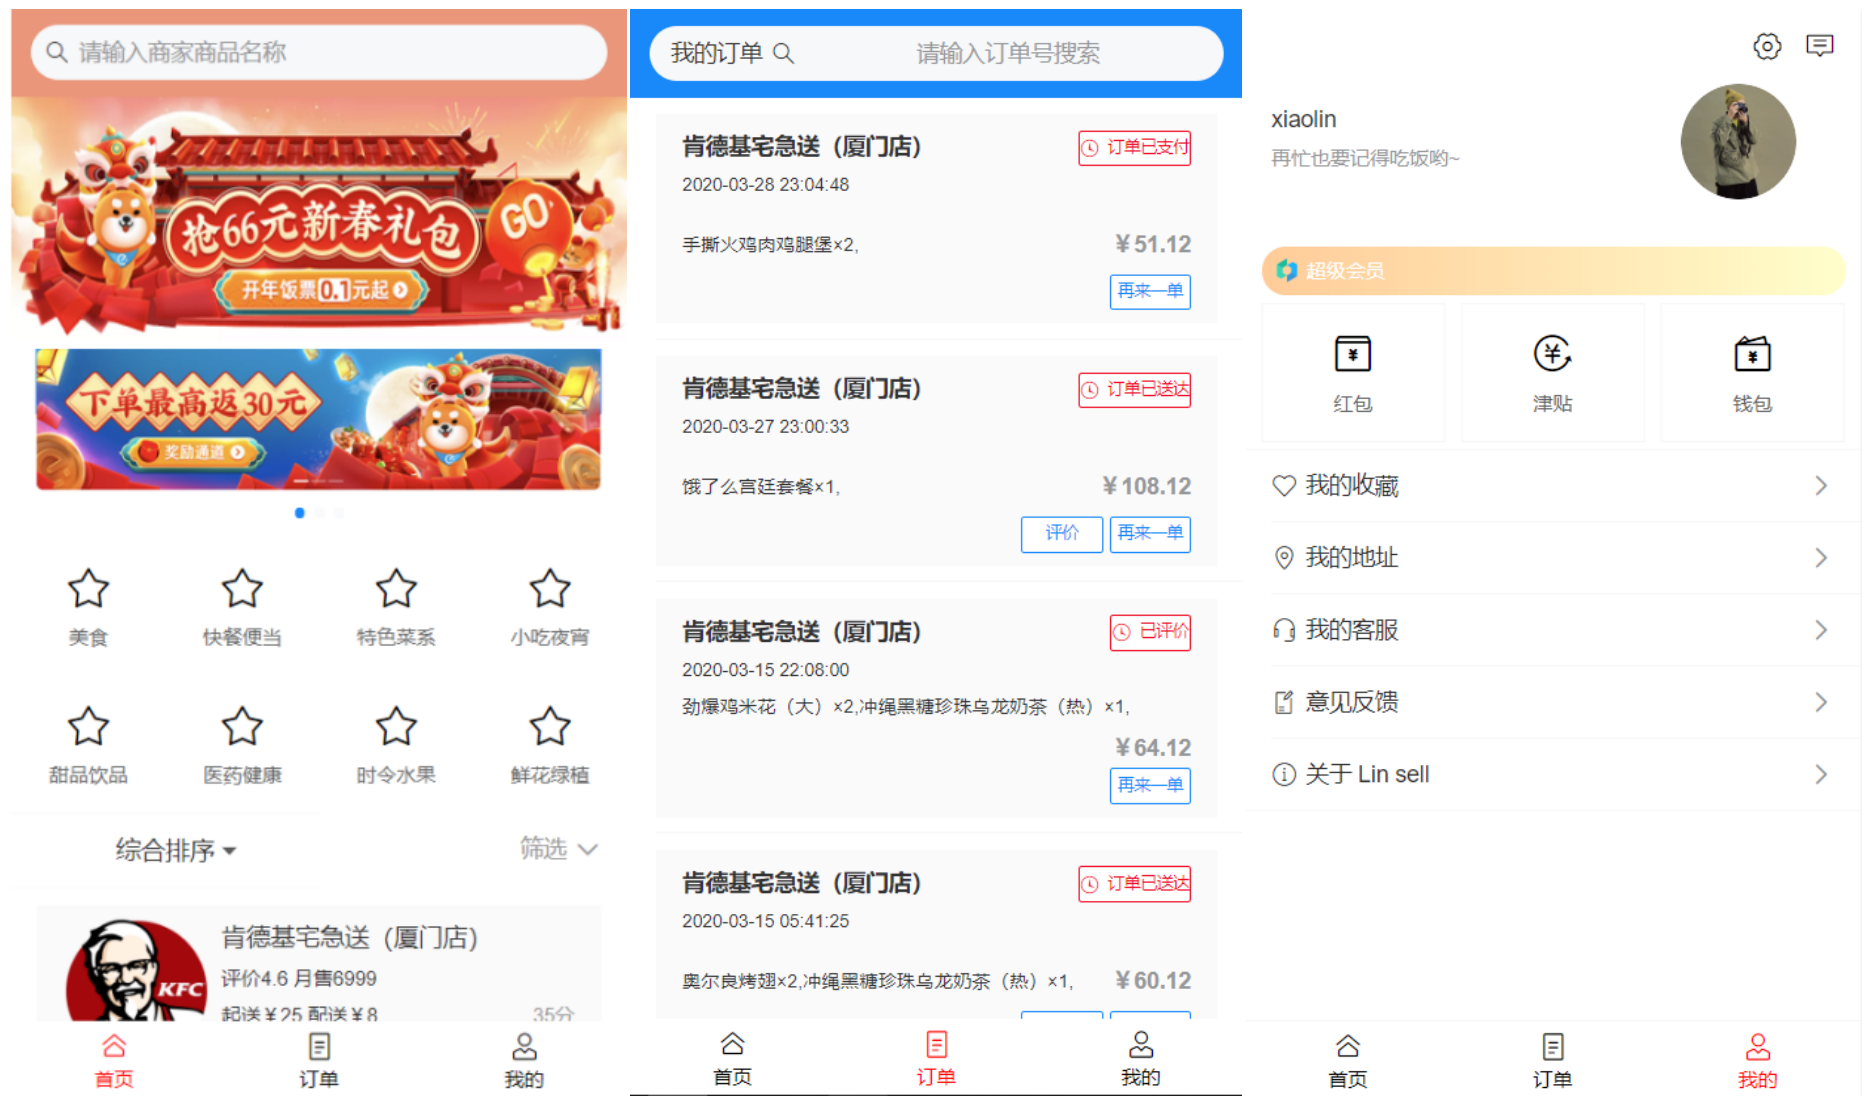 请输入商家商品名称
抢66元新春礼包
GO
开年饭票0.1元起
下单最高返30元
奖励通道
美食 快餐便当 特色菜系 小吃夜宵
甜品饮品 医药健康 时令水果 鲜花绿植
综合排序 筛选
KFC
肯德基宅急送（厦门店）
评价4.6 月售6999
起送￥25 配送￥8 35分
首页 订单 我的
我的订单 请输入订单号搜索
肯德基宅急送（厦门店） 订单已支付
2020-03-28 23:04:48
手撕火鸡肉鸡腿堡×2, ￥51.12
再来一单
肯德基宅急送（厦门店） 订单已送达
2020-03-27 23:00:33
饿了么宫廷套餐×1, ￥108.12
评价 再来一单
肯德基宅急送（厦门店） 已评价
2020-03-15 22:08:00
劲爆鸡米花（大）×2,冲绳黑糖珍珠乌龙奶茶（热）×1,
￥64.12
再来一单
肯德基宅急送（厦门店） 订单已送达
2020-03-15 05:41:25
奥尔良烤翅×2,冲绳黑糖珍珠乌龙奶茶（热）×1, ￥60.12
首页 订单 我的
xiaolin
再忙也要记得吃饭哟~
超级会员
红包 津贴 钱包
我的收藏
我的地址
我的客服
意见反馈
关于 Lin sell
首页 订单 我的